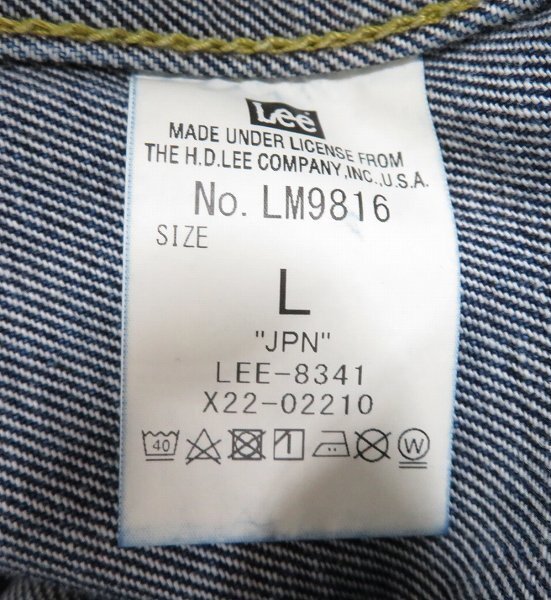 Lee
MADE UNDER LICENSE FROM
THE H.D.LEE COMPANY,INC.,U.S.A.
No. LM9816
SIZE
L
"JPN"
LEE-8341
X22-02210
40 W